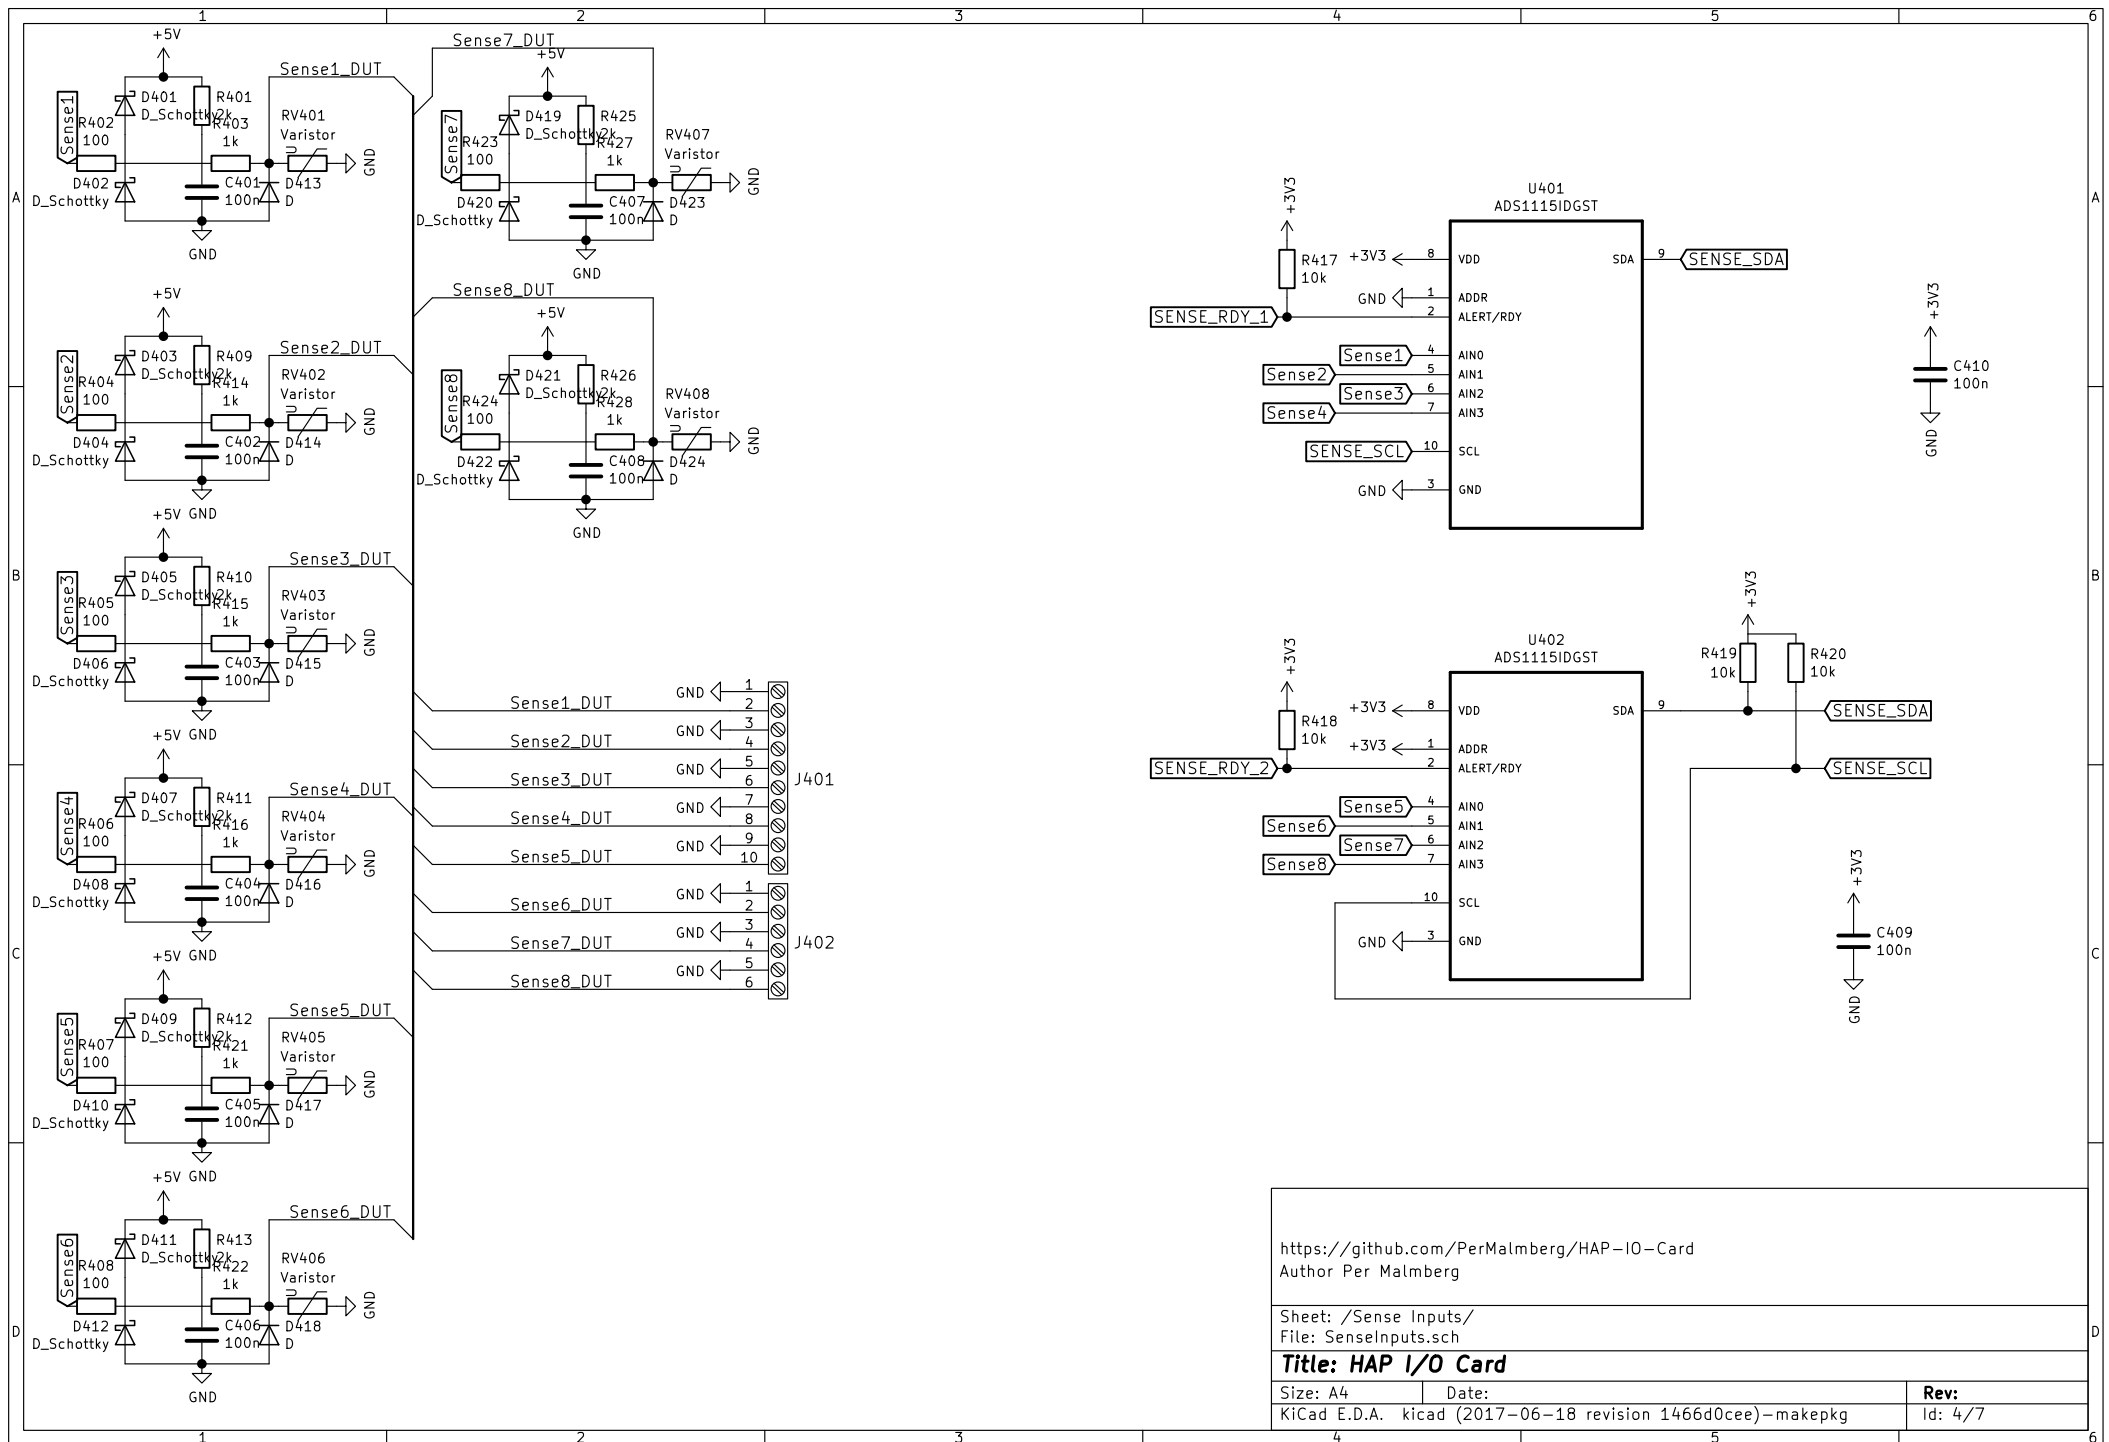 1 2 3 4 5 6
A
B
C
D
+5V
Sense1_DUT
Sense1
D401
D_Schottky
R401
2k
R402
100
R403
1k
RV401
Varistor
U
GND
D402
D_Schottky
C401
100n
D413
D
GND
+5V
Sense2_DUT
Sense2
D403
D_Schottky
R409
2k
R404
100
R414
1k
RV402
Varistor
U
GND
D404
D_Schottky
C402
100n
D414
D
GND
+5V
Sense3_DUT
Sense3
D405
D_Schottky
R410
2k
R405
100
R415
1k
RV403
Varistor
U
GND
D406
D_Schottky
C403
100n
D415
D
GND
+5V
Sense4_DUT
Sense4
D407
D_Schottky
R411
2k
R406
100
R416
1k
RV404
Varistor
U
GND
D408
D_Schottky
C404
100n
D416
D
GND
+5V
Sense5_DUT
Sense5
D409
D_Schottky
R412
2k
R407
100
R421
1k
RV405
Varistor
U
GND
D410
D_Schottky
C405
100n
D417
D
GND
+5V
Sense6_DUT
Sense6
D411
D_Schottky
R413
2k
R408
100
R422
1k
RV406
Varistor
U
GND
D412
D_Schottky
C406
100n
D418
D
GND
Sense7_DUT
+5V
Sense7
D419
D_Schottky
R425
2k
R423
100
R427
1k
RV407
Varistor
U
GND
D420
D_Schottky
C407
100n
D423
D
GND
Sense8_DUT
+5V
Sense8
D421
D_Schottky
R426
2k
R424
100
R428
1k
RV408
Varistor
U
GND
D422
D_Schottky
C408
100n
D424
D
GND
GND 1
Sense1_DUT 2
GND 3
Sense2_DUT 4
GND 5
Sense3_DUT 6
J401
GND 7
Sense4_DUT 8
GND 9
Sense5_DUT 10
GND 1
Sense6_DUT 2
GND 3
J402
Sense7_DUT 4
GND 5
Sense8_DUT 6
U401
ADS1115IDGST
+3V3
R417
10k
+3V3 8 VDD
SDA 9 SENSE_SDA
GND 1 ADDR
SENSE_RDY_1 2 ALERT/RDY
Sense1 4 AIN0
Sense2 5 AIN1
Sense3 6 AIN2
Sense4 7 AIN3
SENSE_SCL 10 SCL
GND 3 GND
+3V3
C410
100n
GND
U402
ADS1115IDGST
+3V3
R418
10k
+3V3
R419
10k
R420
10k
+3V3 8 VDD
SDA 9 SENSE_SDA
+3V3 1 ADDR
SENSE_RDY_2 2 ALERT/RDY
SENSE_SCL
Sense5 4 AIN0
Sense6 5 AIN1
Sense7 6 AIN2
Sense8 7 AIN3
10 SCL
GND 3 GND
+3V3
C409
100n
GND
https://github.com/PerMalmberg/HAP-IO-Card
Author Per Malmberg
Sheet: /Sense Inputs/
File: SenseInputs.sch
Title: HAP I/O Card
Size: A4 Date: Rev:
KiCad E.D.A. kicad (2017-06-18 revision 1466d0cee)-makepkg Id: 4/7
A
B
C
D
1 2 3 4 5 6